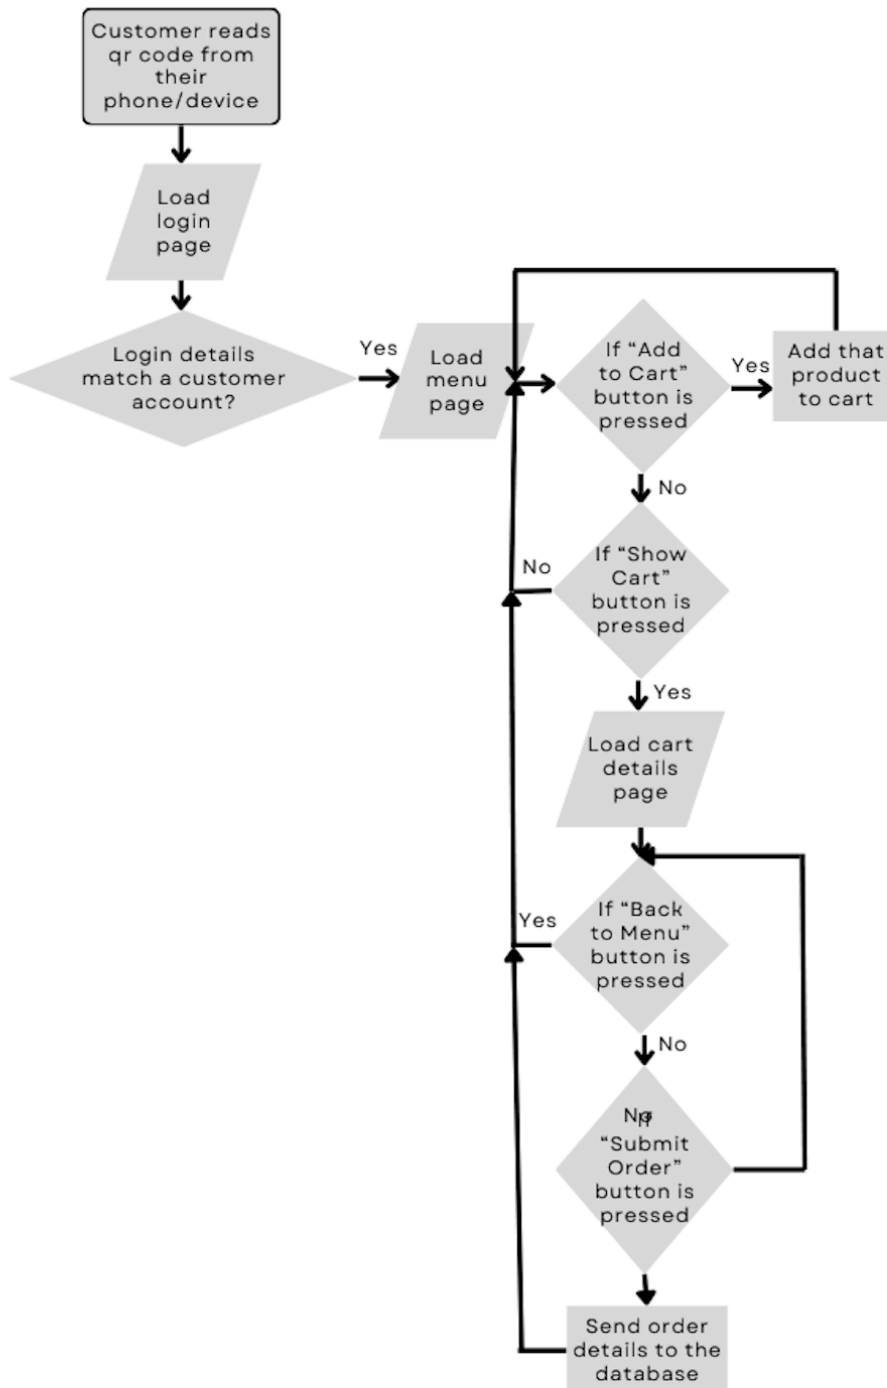 Customer reads
qr code from
their
phone/device
Load
login
page
Login details
match a customer
account?
Yes
Load
menu
page
If “Add
to Cart”
button is
pressed
Yes
Add that
product
to cart
No
If “Show
Cart”
button is
pressed
No
Yes
Load cart
details
page
If “Back
to Menu”
button is
pressed
Yes
No
No
If
“Submit
Order”
button is
pressed
Send order
details to the
database